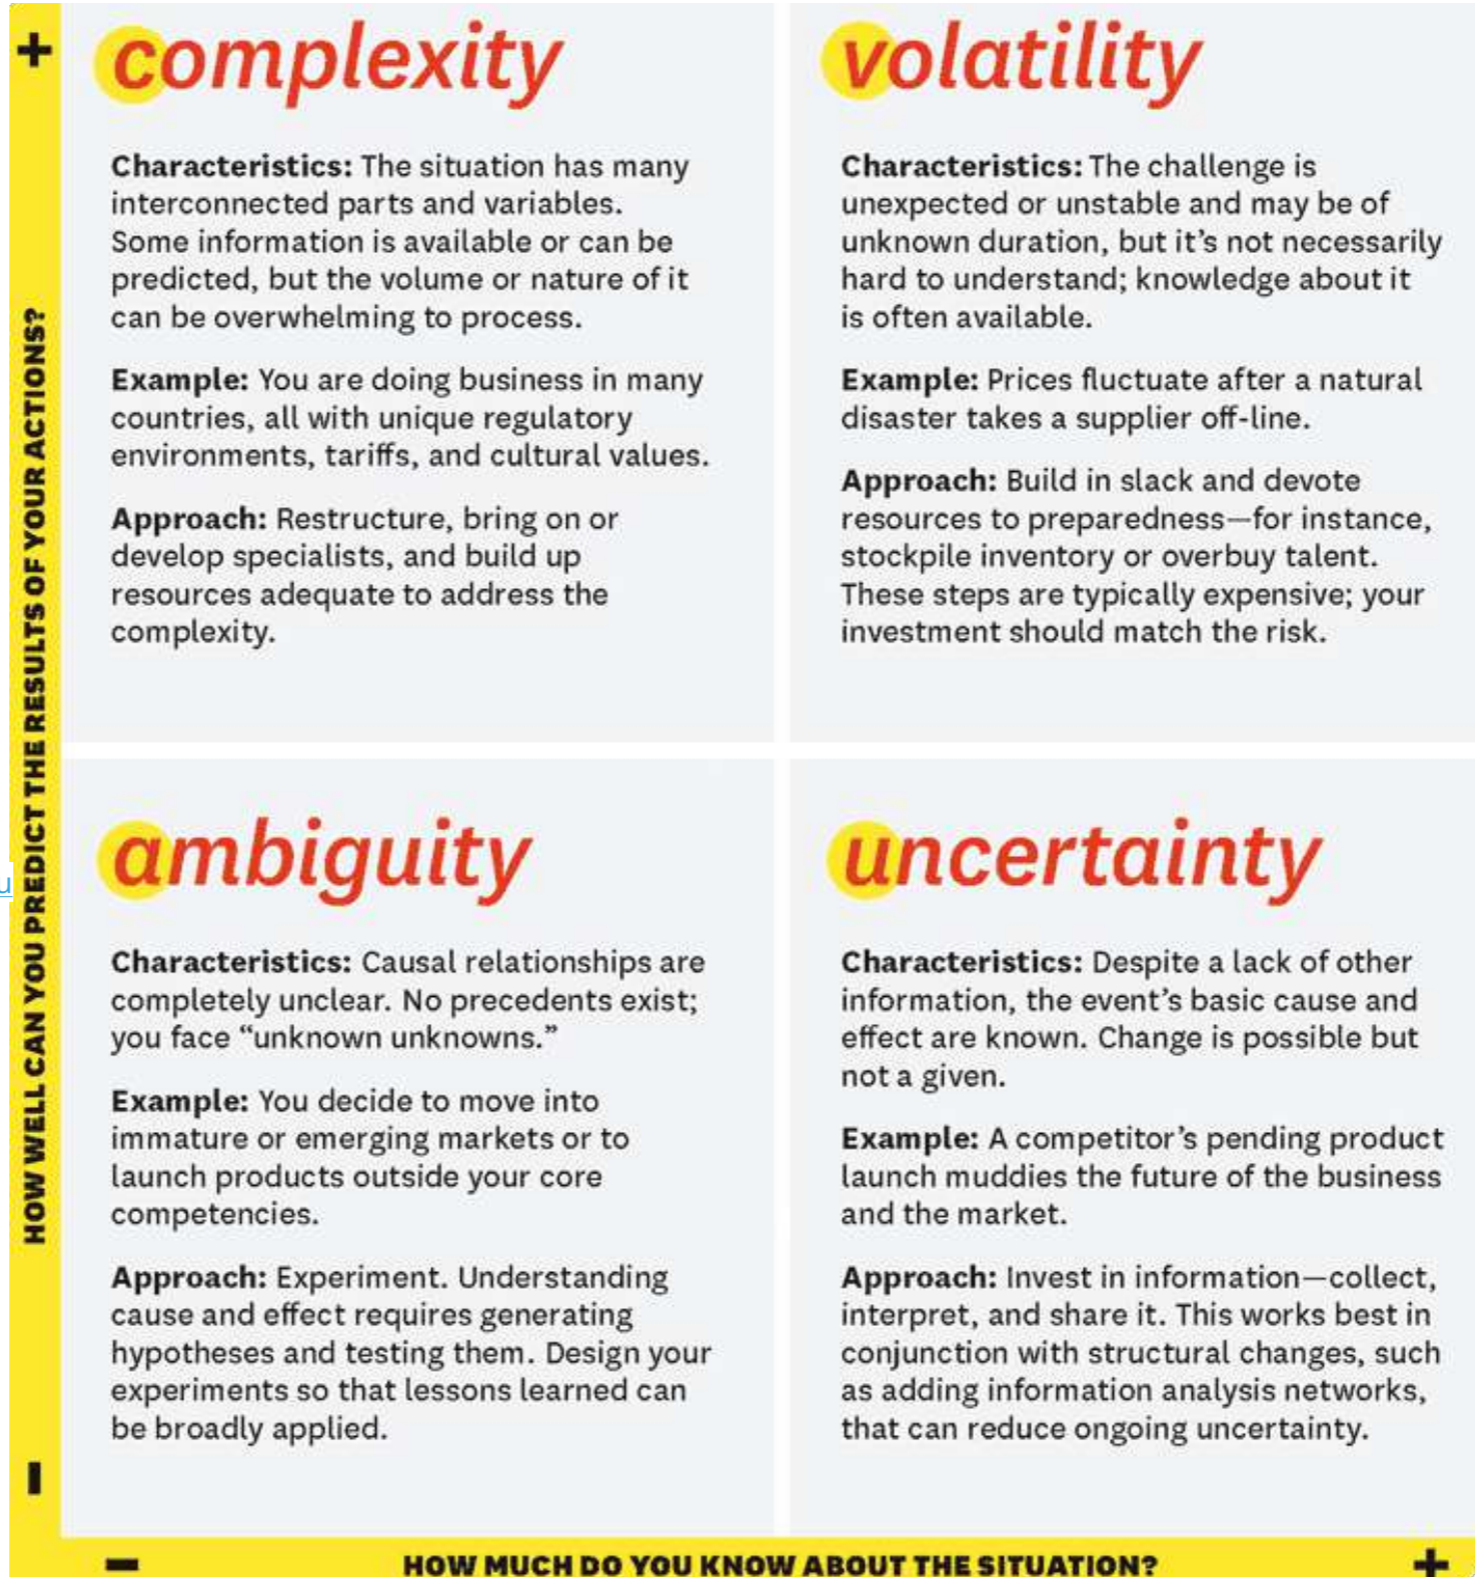 +
complexity
Characteristics: The situation has many
interconnected parts and variables.
Some information is available or can be
predicted, but the volume or nature of it
can be overwhelming to process.
Example: You are doing business in many
countries, all with unique regulatory
environments, tariffs, and cultural values.
Approach: Restructure, bring on or
develop specialists, and build up
resources adequate to address the
complexity.
volatility
Characteristics: The challenge is
unexpected or unstable and may be of
unknown duration, but it's not necessarily
hard to understand; knowledge about it
is often available.
Example: Prices fluctuate after a natural
disaster takes a supplier off-line.
Approach: Build in slack and devote
resources to preparedness—for instance,
stockpile inventory or overbuy talent.
These steps are typically expensive; your
investment should match the risk.
HOW WELL CAN YOU PREDICT THE RESULTS OF YOUR ACTIONS?
u
ambiguity
Characteristics: Causal relationships are
completely unclear. No precedents exist;
you face “unknown unknowns.”
Example: You decide to move into
immature or emerging markets or to
launch products outside your core
competencies.
Approach: Experiment. Understanding
cause and effect requires generating
hypotheses and testing them. Design your
experiments so that lessons learned can
be broadly applied.
uncertainty
Characteristics: Despite a lack of other
information, the event's basic cause and
effect are known. Change is possible but
not a given.
Example: A competitor's pending product
launch muddies the future of the business
and the market.
Approach: Invest in information—collect,
interpret, and share it. This works best in
conjunction with structural changes, such
as adding information analysis networks,
that can reduce ongoing uncertainty.
–
– HOW MUCH DO YOU KNOW ABOUT THE SITUATION? +